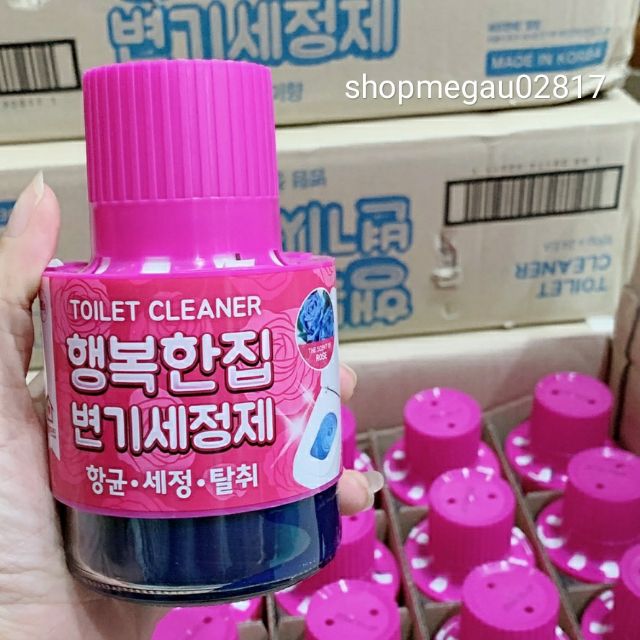 변기세정제
MADE IN KOREA
shopmegau02817
TOILET
CLEANER
TOILET CLEANER
THE SCENT OF
ROSE
행복한집
변기세정제
항균·세정·탈취